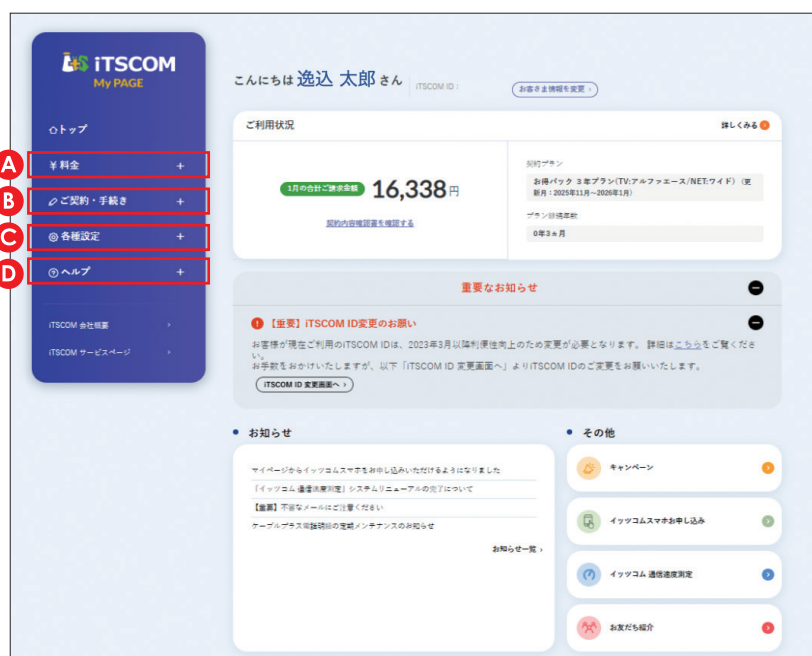 iTSCOM
My PAGE
トップ
A
¥ 料金 +
B
ご契約・手続き +
C
各種設定 +
D
ヘルプ +
iTSCOM 会社概要
iTSCOM サービスページ
こんにちは 逸込 太郎 さん
iTSCOM ID :
お客さま情報を変更 ›
ご利用状況
詳しくみる
1月の合計ご請求金額 16,338円
契約内容確認書を確認する
契約プラン
お得パック 3年プラン(TV:アルファエース/NET:ワイド) (更
新月:2025年11月~2026年1月)
プラン継続年数
0年3ヵ月
重要なお知らせ
【重要】iTSCOM ID変更のお願い
お客様が現在ご利用のiTSCOM IDは、2023年3月以降利便性向上のため変更が必要となります。 詳細はこちらをご覧くださ
い。
お手数をおかけいたしますが、以下「iTSCOM ID 変更画面へ」よりiTSCOM IDのご変更をお願いいたします。
iTSCOM ID 変更画面へ ›
お知らせ
マイページからイッツコムスマホをお申し込みいただけるようになりました
「イッツコム 通信速度測定」システムリニューアルの完了について
【重要】不審なメールにご注意ください
ケーブルプラス電話明細の定期メンテナンスのお知らせ
お知らせ一覧 ›
その他
キャンペーン
イッツコムスマホお申し込み
イッツコム 通信速度測定
お友だち紹介